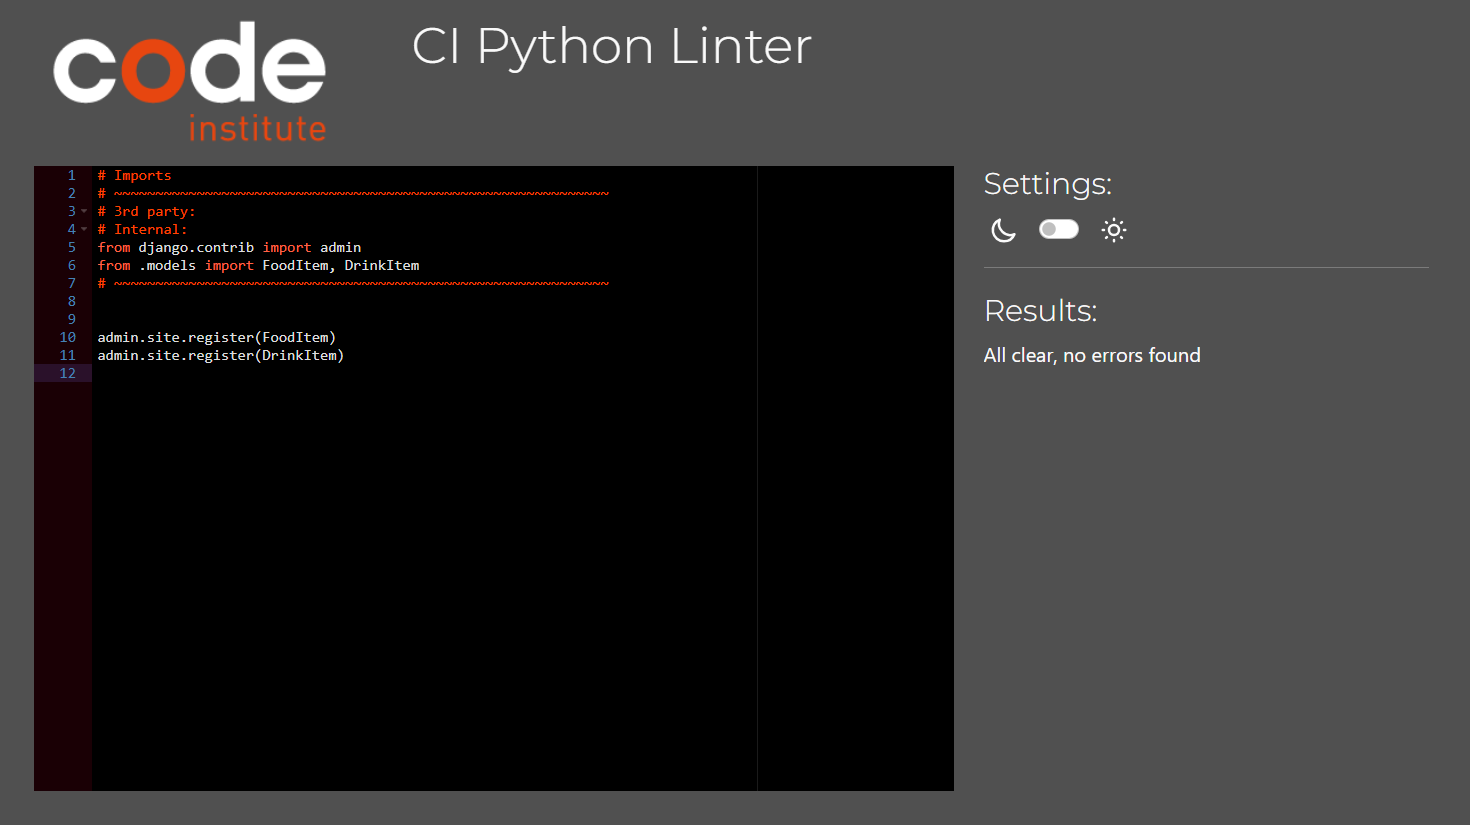 code
institute
CI Python Linter
1 # Imports
2 # ~~~~~~~~~~~~~~~~~~~~~~~~~~~~~~~~~~~~~~~~~~~~~~~~~~~~~~~~~~~~
3 # 3rd party:
4 # Internal:
5 from django.contrib import admin
6 from .models import FoodItem, DrinkItem
7 # ~~~~~~~~~~~~~~~~~~~~~~~~~~~~~~~~~~~~~~~~~~~~~~~~~~~~~~~~~~~~
8
9
10 admin.site.register(FoodItem)
11 admin.site.register(DrinkItem)
12
Settings:
Results:
All clear, no errors found